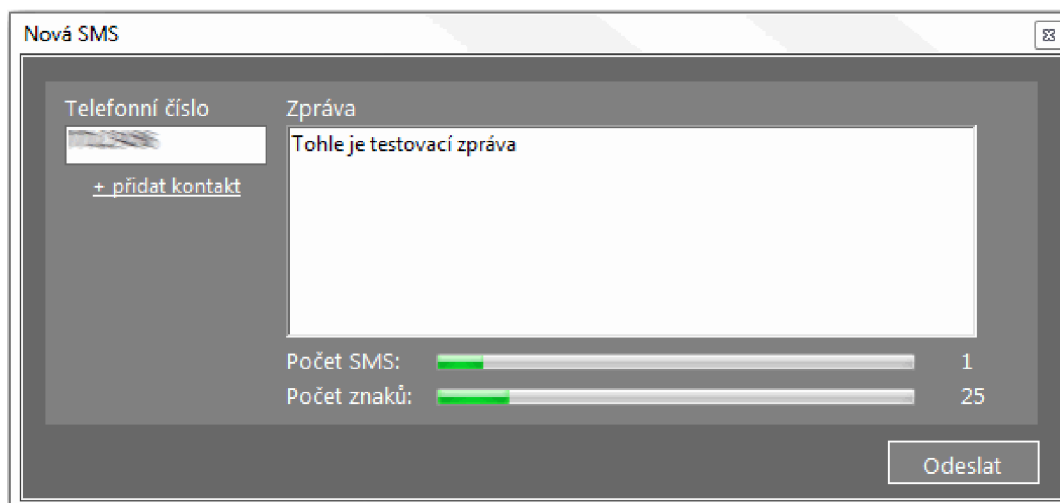 Nová SMS
Telefonní číslo
Zpráva
Tohle je testovací zpráva
+ přidat kontakt
Počet SMS: 1
Počet znaků: 25
Odeslat